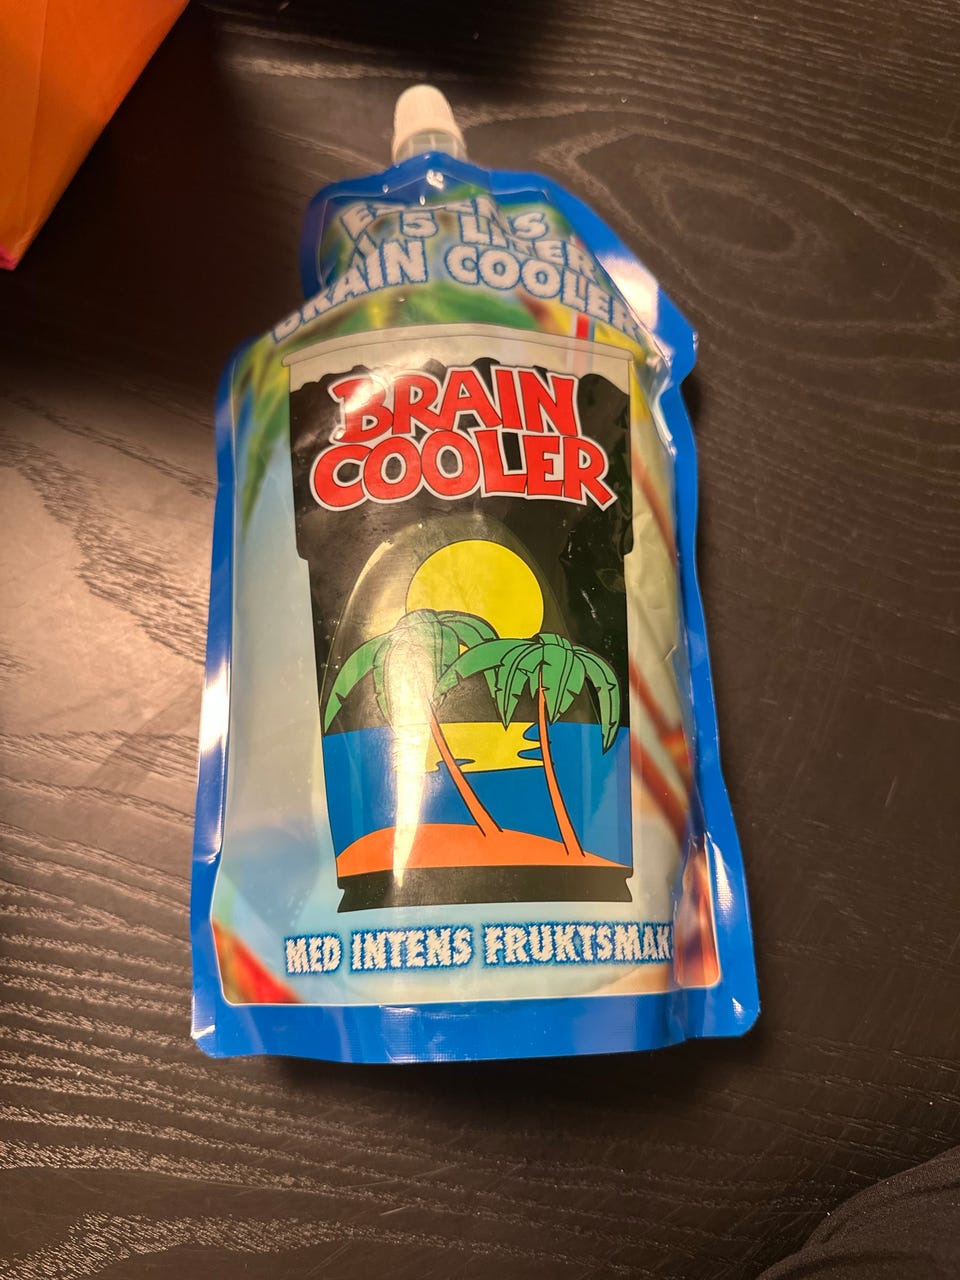 5 LITER
BRAIN COOLER
BRAIN
COOLER
MED INTENS FRUKTSMAK